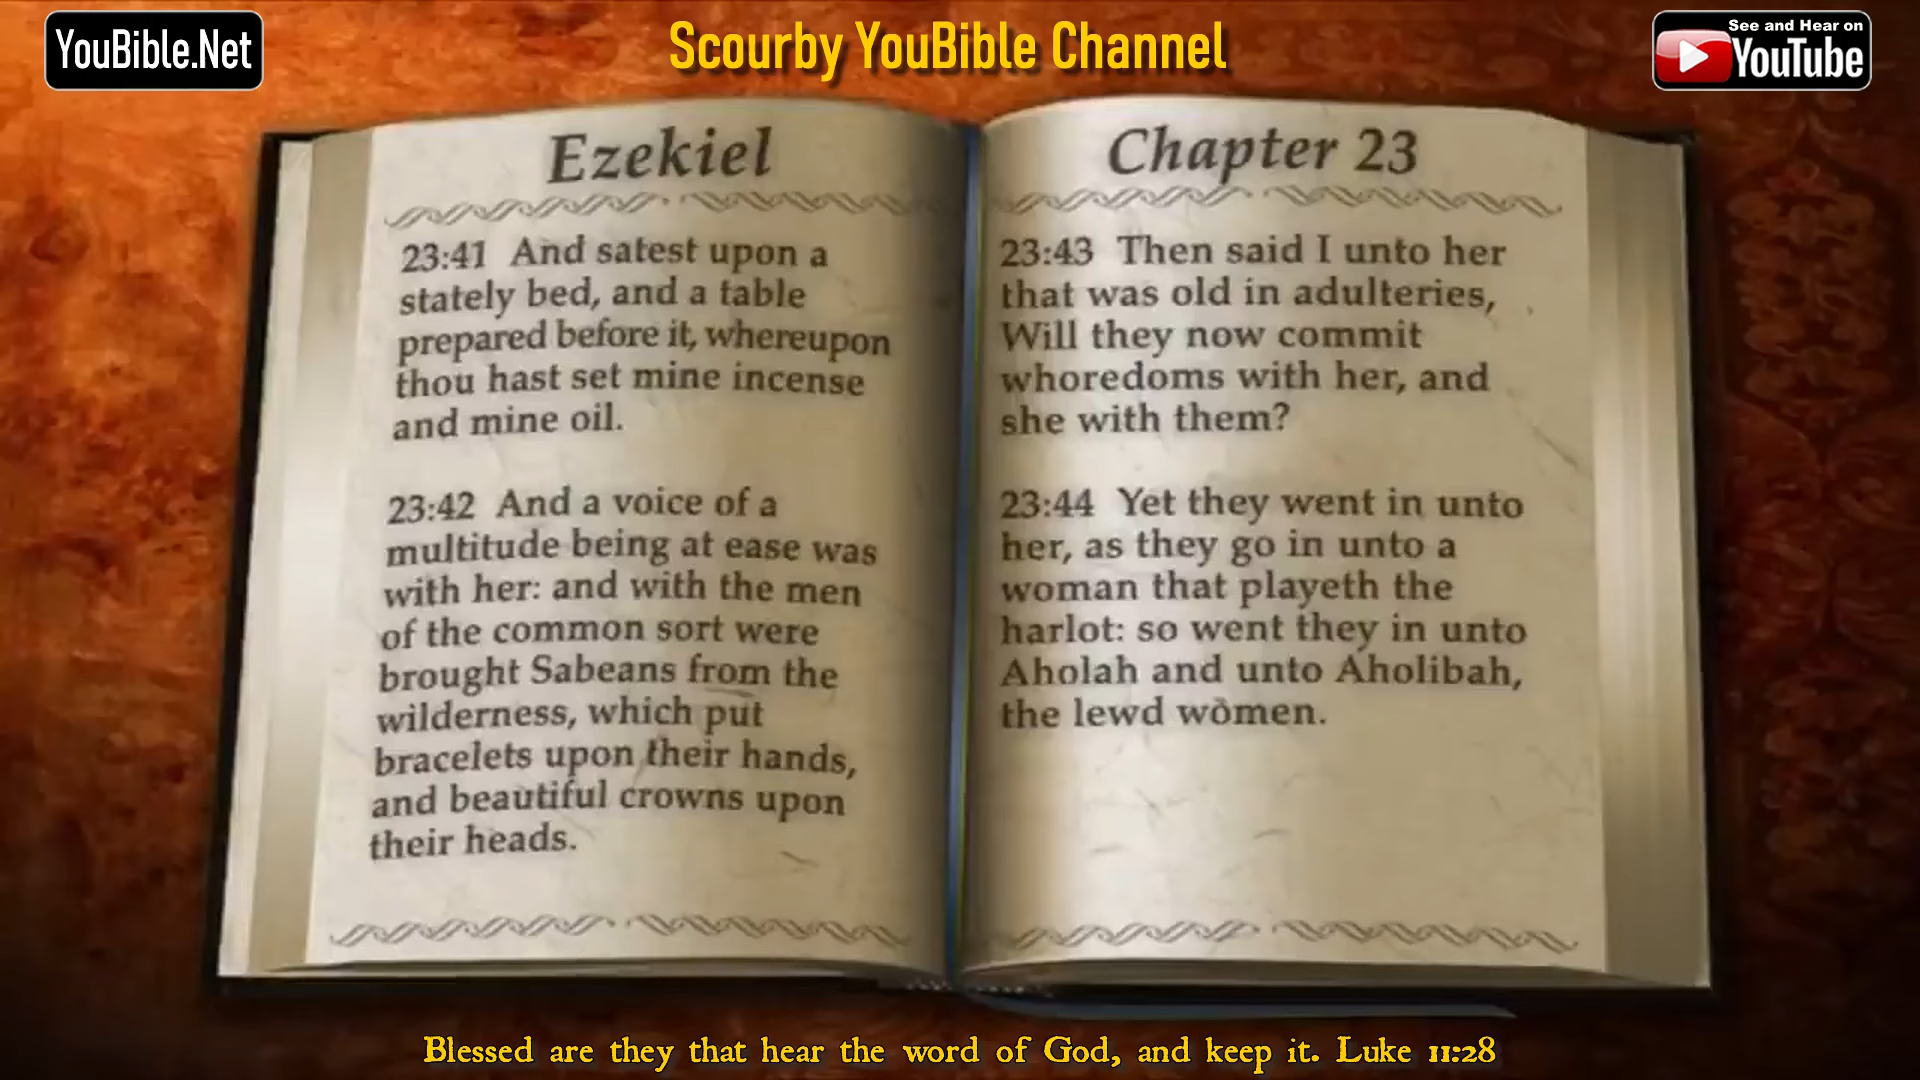 YouBible.Net
Scourby YouBible Channel
See and Hear on
YouTube
Ezekiel
23:41 And satest upon a
stately bed, and a table
prepared before it, whereupon
thou hast set mine incense
and mine oil.
23:42 And a voice of a
multitude being at ease was
with her: and with the men
of the common sort were
brought Sabeans from the
wilderness, which put
bracelets upon their hands,
and beautiful crowns upon
their heads.
Chapter 23
23:43 Then said I unto her
that was old in adulteries,
Will they now commit
whoredoms with her, and
she with them?
23:44 Yet they went in unto
her, as they go in unto a
woman that playeth the
harlot: so went they in unto
Aholah and unto Aholibah,
the lewd women.
Blessed are they that hear the word of God, and keep it. Luke 11:28